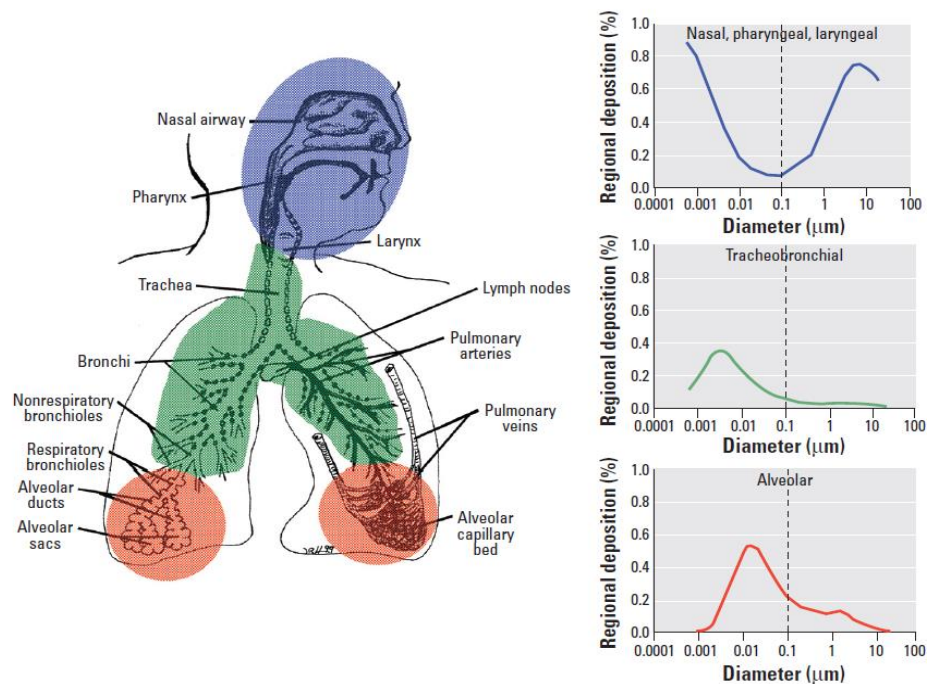 Nasal airway
Pharynx
Larynx
Trachea
Lymph nodes
Pulmonary
arteries
Bronchi
Nonrespiratory
bronchioles
Pulmonary
veins
Respiratory
bronchioles
Alveolar
ducts
Alveolar
sacs
Alveolar
capillary
bed
Regional deposition (%)
1.0
0.8
0.6
0.4
0.2
0.0
Nasal, pharyngeal, laryngeal
0.0001 0.001 0.01 0.1 1 10 100
Diameter (μm)
Regional deposition (%)
1.0
0.8
0.6
0.4
0.2
0.0
Tracheobronchial
0.0001 0.001 0.01 0.1 1 10 100
Diameter (μm)
Regional deposition (%)
1.0
0.8
0.6
0.4
0.2
0.0
Alveolar
0.0001 0.001 0.01 0.1 1 10 100
Diameter (μm)